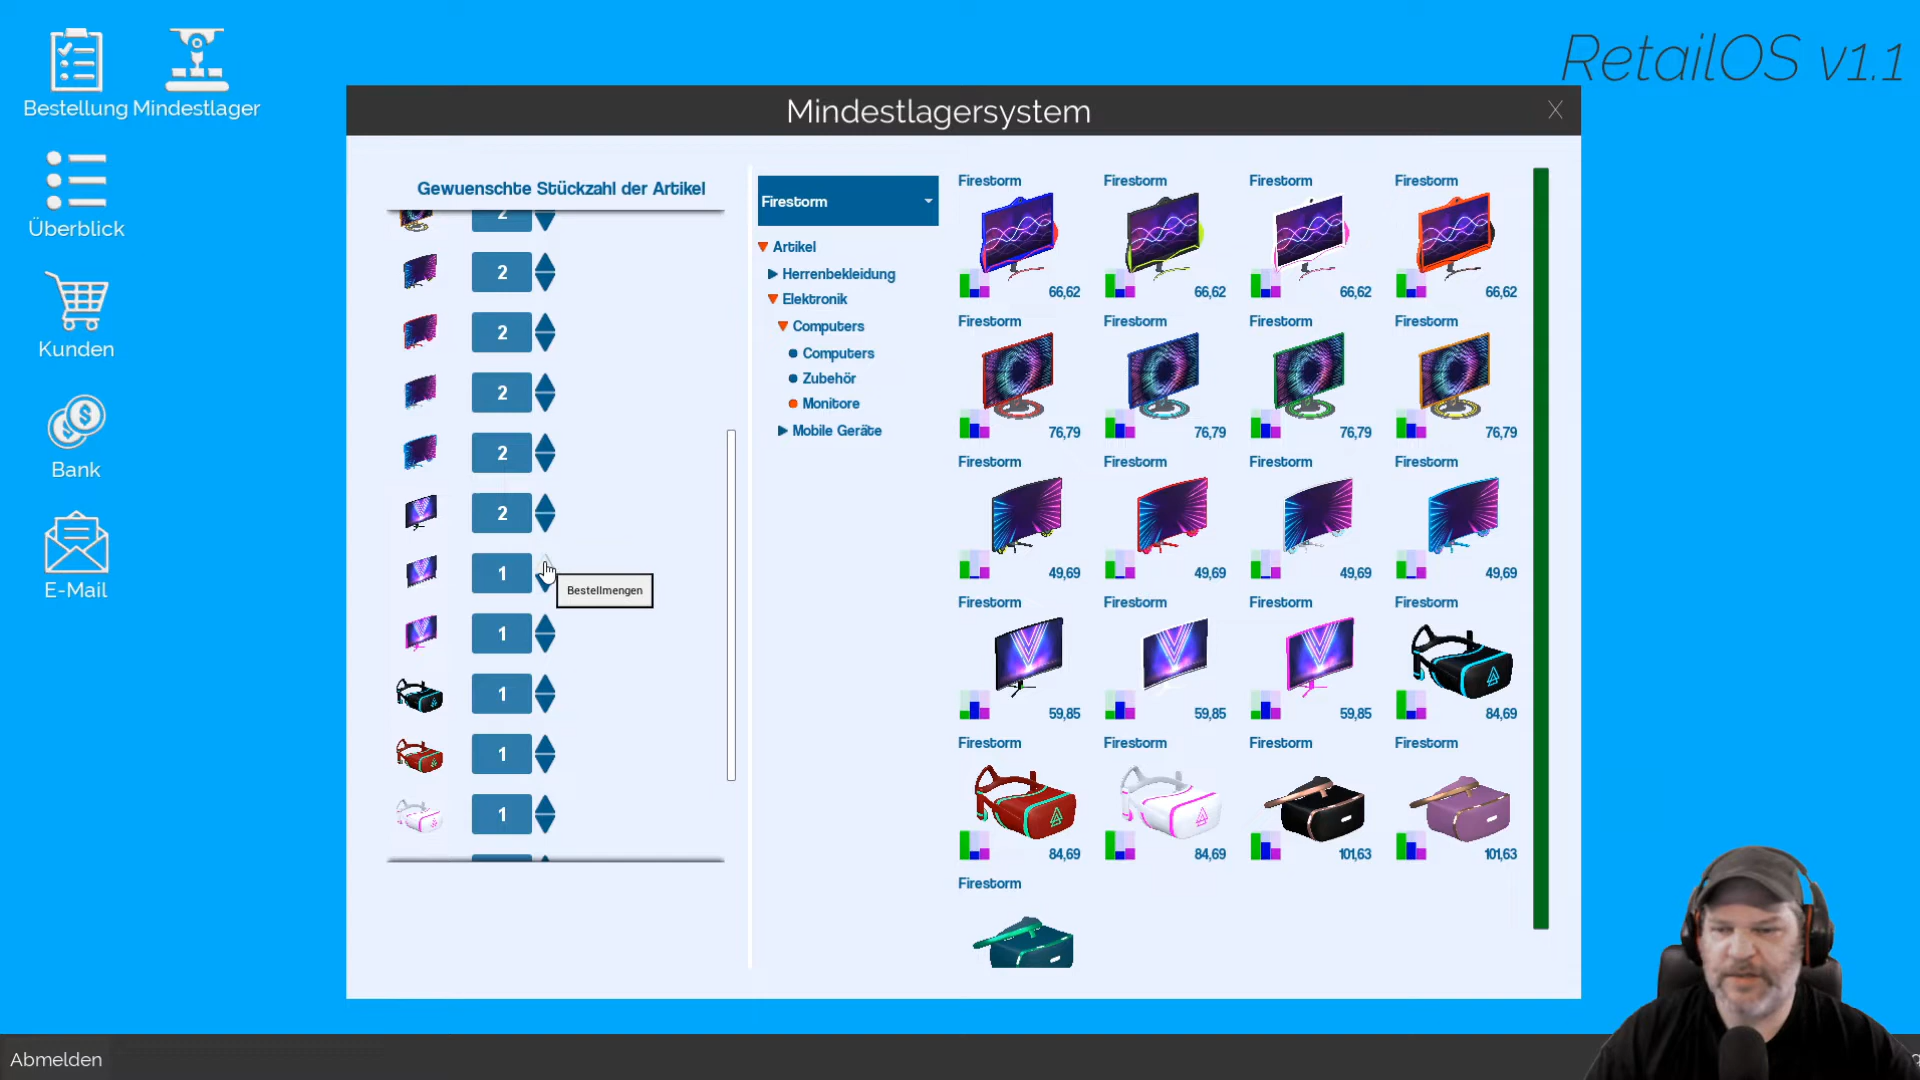 RetailOS v1.1
Bestellung
Mindestlager
Überblick
Kunden
Bank
E-Mail
Mindestlagersystem
X
Gewuenschte Stückzahl der Artikel
2
2
2
2
2
2
1
1
1
1
1
Bestellmengen
Firestorm
Artikel
Herrenbekleidung
Elektronik
Computers
Computers
Zubehör
Monitore
Mobile Geräte
Firestorm Firestorm Firestorm Firestorm
66,62 66,62 66,62 66,62
Firestorm Firestorm Firestorm Firestorm
76,79 76,79 76,79 76,79
Firestorm Firestorm Firestorm Firestorm
49,69 49,69 49,69 49,69
Firestorm Firestorm Firestorm Firestorm
59,85 59,85 59,85 84,69
Firestorm Firestorm Firestorm Firestorm
84,69 84,69 101,63 101,63
Firestorm
Abmelden